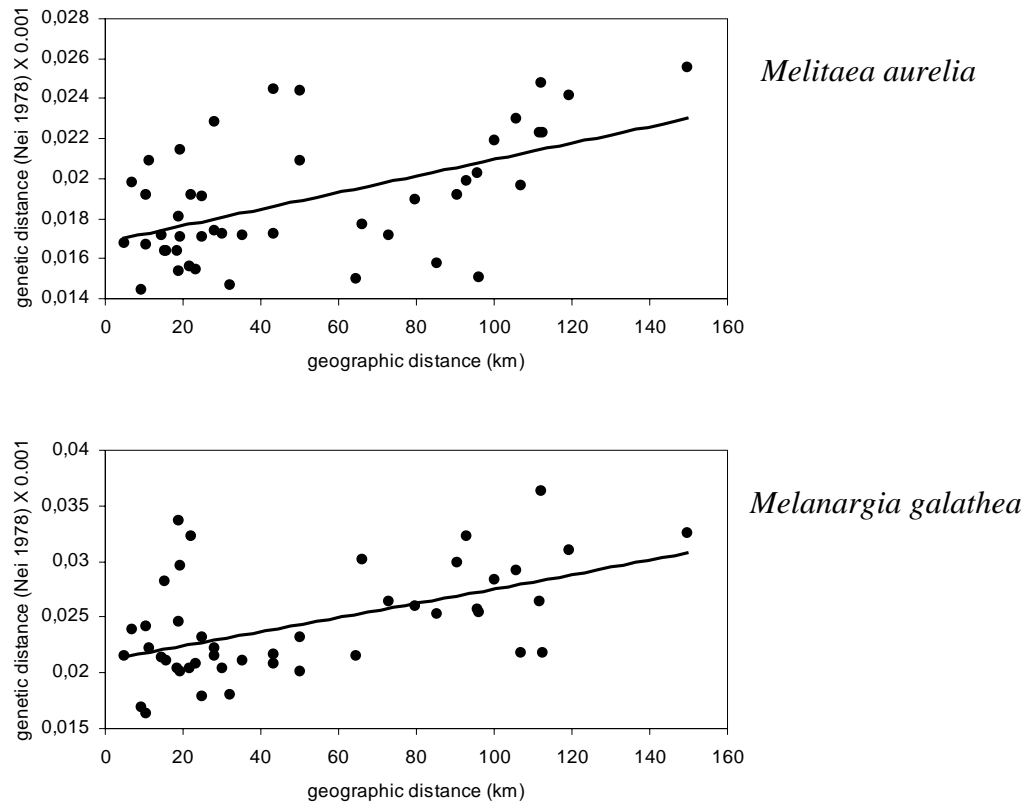 genetic distance (Nei 1978) X 0.001
0,028
0,026
0,024
0,022
0,02
0,018
0,016
0,014
0 20 40 60 80 100 120 140 160
geographic distance (km)
Melitaea aurelia
genetic distance (Nei 1978) X 0.001
0,04
0,035
0,03
0,025
0,02
0,015
0 20 40 60 80 100 120 140 160
geographic distance (km)
Melanargia galathea